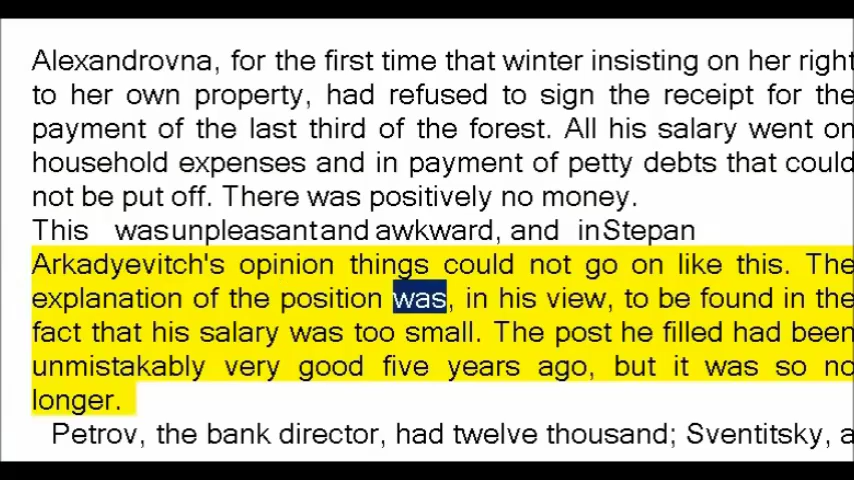 Alexandrovna, for the first time that winter insisting on her right
to her own property, had refused to sign the receipt for the
payment of the last third of the forest. All his salary went on
household expenses and in payment of petty debts that could
not be put off. There was positively no money.
This was unpleasant and awkward, and in Stepan
Arkadyevitch's opinion things could not go on like this. The
explanation of the position was, in his view, to be found in the
fact that his salary was too small. The post he filled had been
unmistakably very good five years ago, but it was so no
longer.
Petrov, the bank director, had twelve thousand; Sventitsky, a